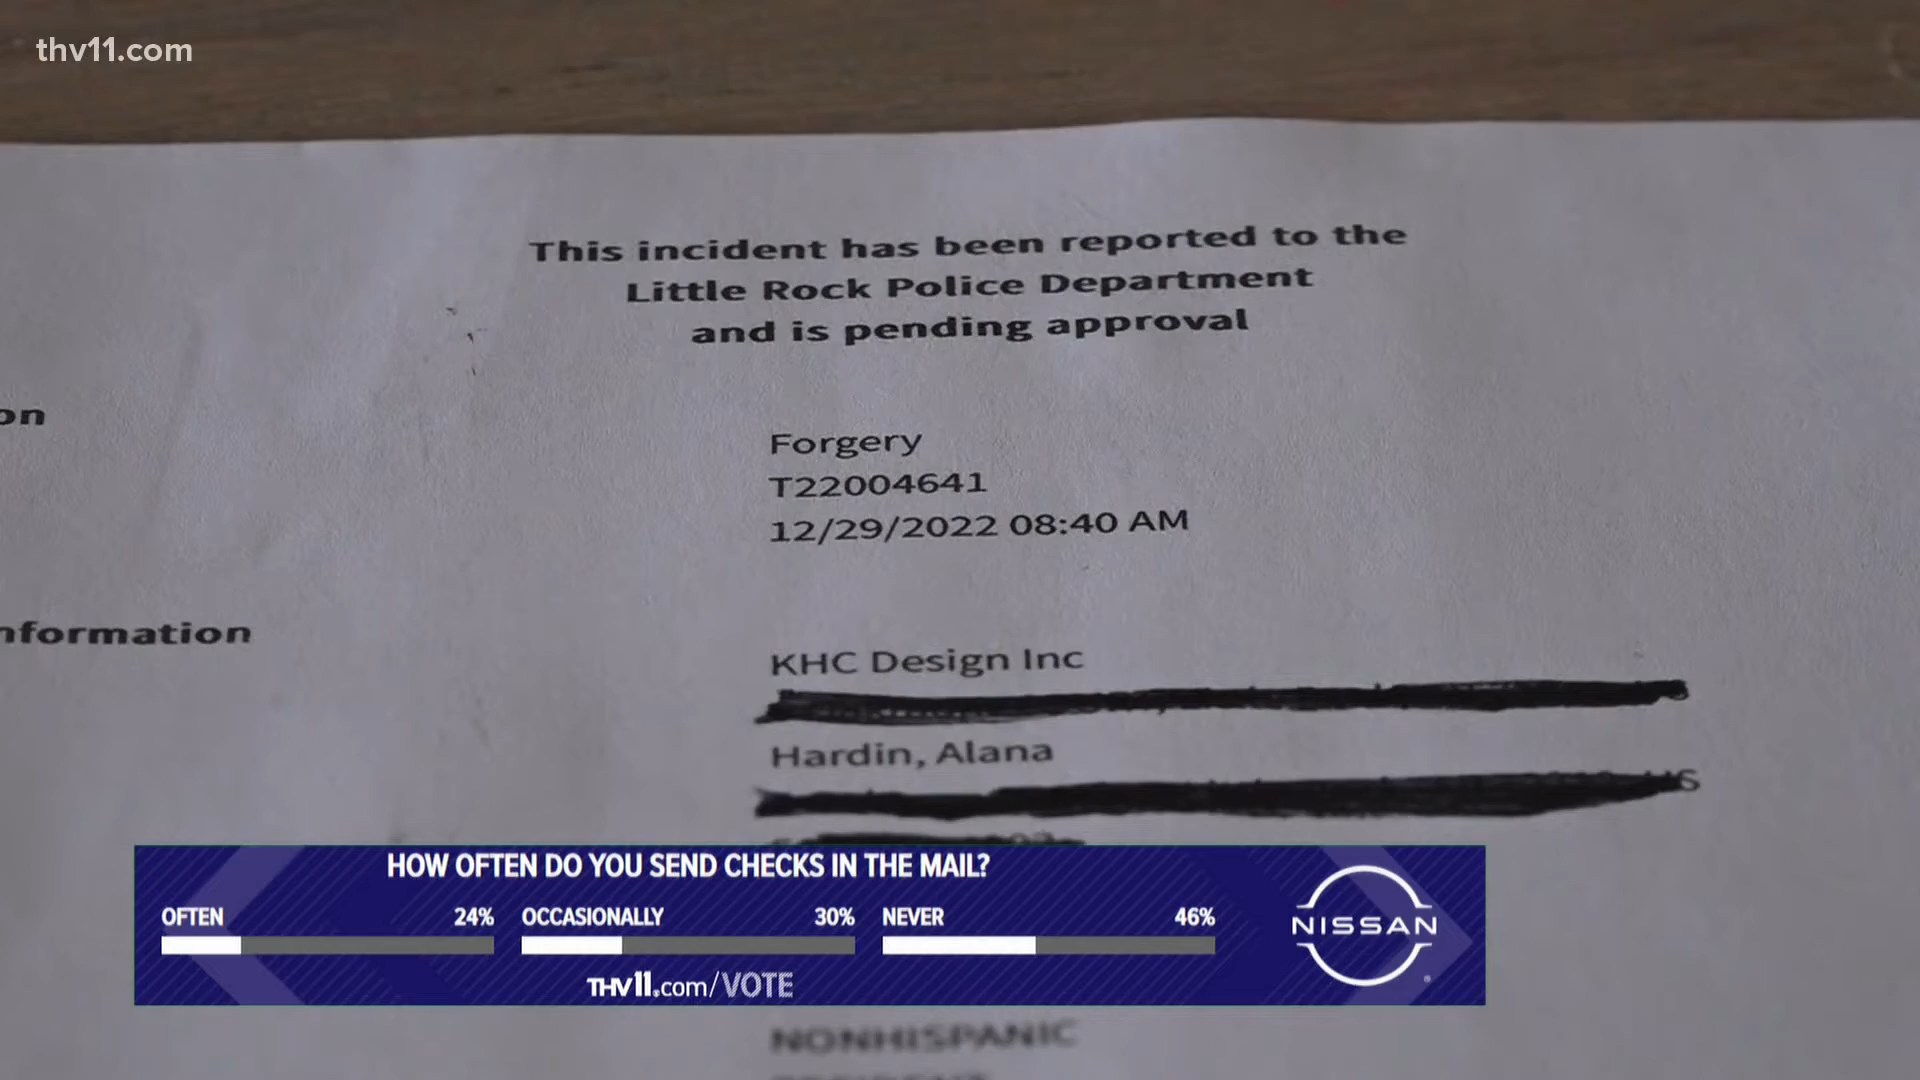 thv11.com
This incident has been reported to the
Little Rock Police Department
and is pending approval
on
Forgery
T22004641
12/29/2022 08:40 AM
nformation
KHC Design Inc
Hardin, Alana
US
HOW OFTEN DO YOU SEND CHECKS IN THE MAIL?
OFTEN 24% OCCASIONALLY 30% NEVER 46%
NISSAN
THV11.com/VOTE
NONHISPANIC